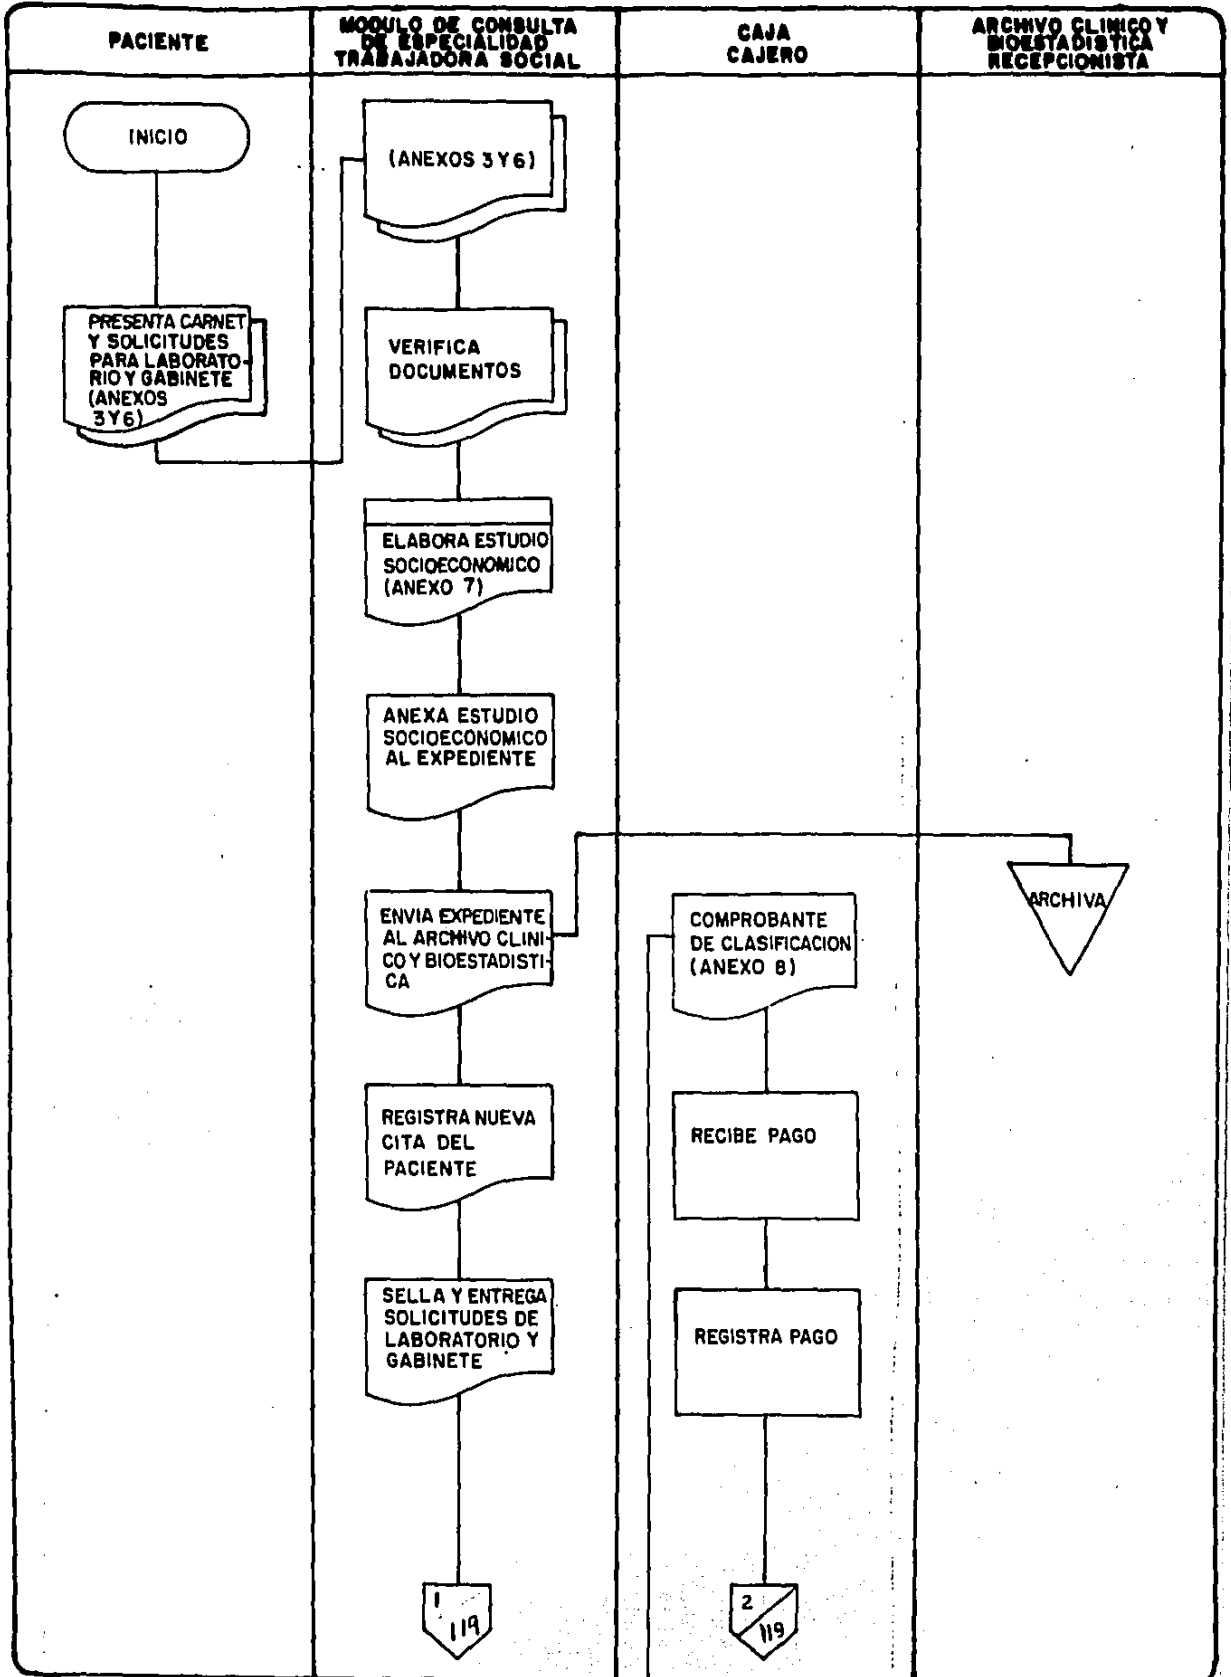 PACIENTE
MODULO DE CONSULTA
DE ESPECIALIDAD
TRABAJADORA SOCIAL
CAJA
CAJERO
ARCHIVO CLINICO Y
BIOESTADISTICA
RECEPCIONISTA
INICIO
PRESENTA CARNET
Y SOLICITUDES
PARA LABORATO-
RIO Y GABINETE
(ANEXOS
3 Y 6)
(ANEXOS 3 Y 6)
VERIFICA
DOCUMENTOS
ELABORA ESTUDIO
SOCIOECONOMICO
(ANEXO 7)
ANEXA ESTUDIO
SOCIOECONOMICO
AL EXPEDIENTE
ENVIA EXPEDIENTE
AL ARCHIVO CLINI-
CO Y BIOESTADISTI-
CA
REGISTRA NUEVA
CITA DEL
PACIENTE
SELLA Y ENTREGA
SOLICITUDES DE
LABORATORIO Y
GABINETE
1
119
COMPROBANTE
DE CLASIFICACION
(ANEXO 8)
RECIBE PAGO
REGISTRA PAGO
2
119
ARCHIVA